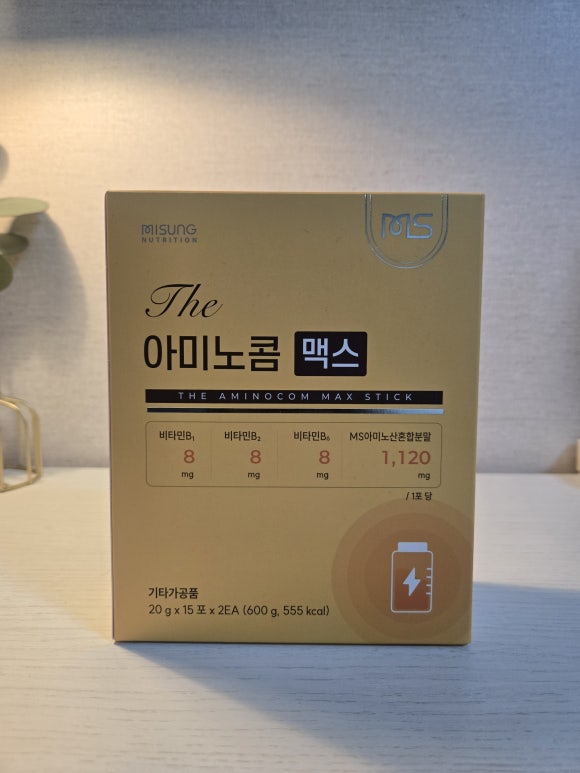 MISUNG
NUTRITION
MS
The
아미노콤 맥스
THE AMINOCOM MAX STICK
비타민B₁ 비타민B₂ 비타민B₆ MS아미노산혼합분말
8 8 8 1,120
mg mg mg mg
/ 1포 당
기타가공품
20 g x 15 포 x 2EA (600 g, 555 kcal)